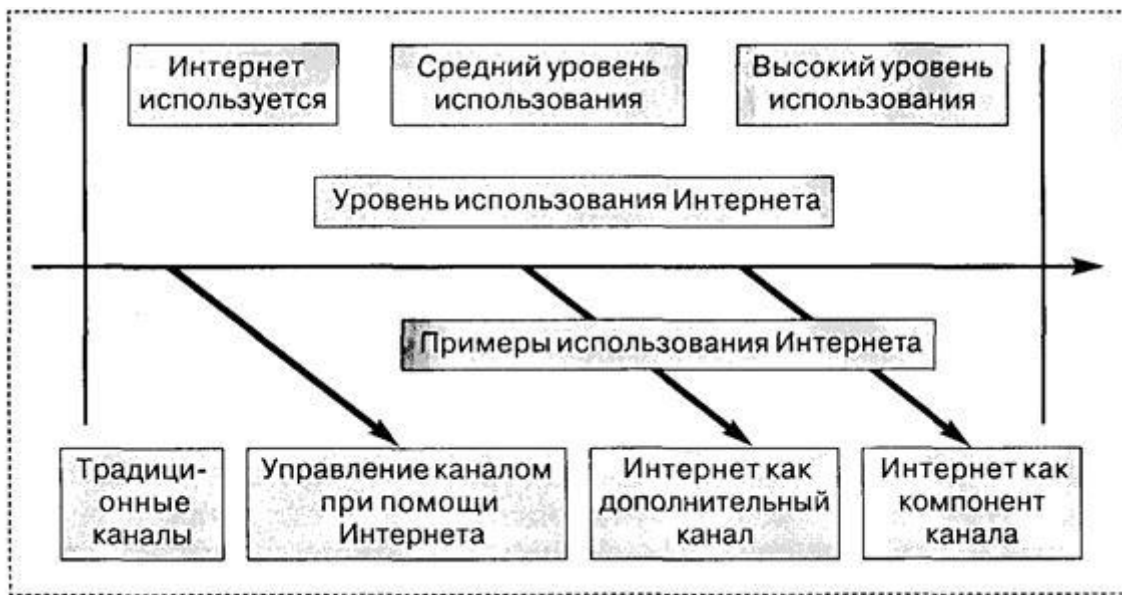 Интернет
используется
Средний уровень
использования
Высокий уровень
использования
Уровень использования Интернета
Примеры использования Интернета
Традици-
онные
каналы
Управление каналом
при помощи
Интернета
Интернет как
дополнительный
канал
Интернет как
компонент
канала